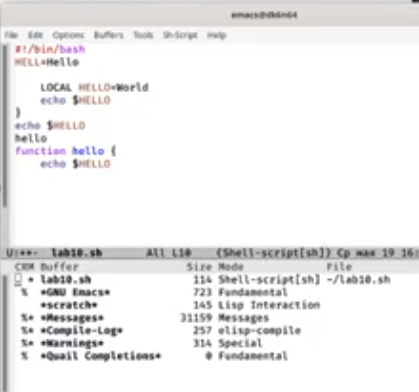 emacs@dk6n64
File Edit Options Buffers Tools Sh-Script Help
#!/bin/bash
HELL=Hello
LOCAL HELLO=World
echo $HELLO
}
echo $HELLO
hello
function hello {
echo $HELLO
U:**- lab10.sh All L10 (Shell-script[sh]) Ср мая 19 16:
CRM Buffer Size Mode File
* lab10.sh 114 Shell-script[sh] ~/lab10.sh
% *GNU Emacs* 723 Fundamental
*scratch* 145 Lisp Interaction
%* *Messages* 31159 Messages
%* *Compile-Log* 257 elisp-compile
%* *Warnings* 314 Special
% *Quail Completions* 0 Fundamental